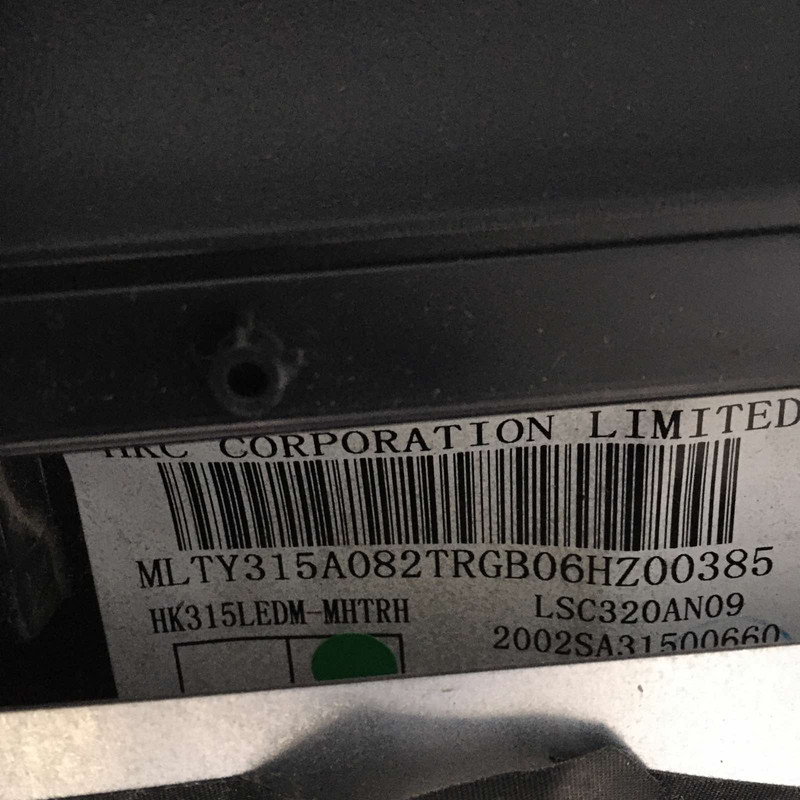 HKC CORPORATION LIMITED
MLTY315A082TRGB06HZ00385
HK315LEDM-MHTRH LSC320AN09
2002SA31500660